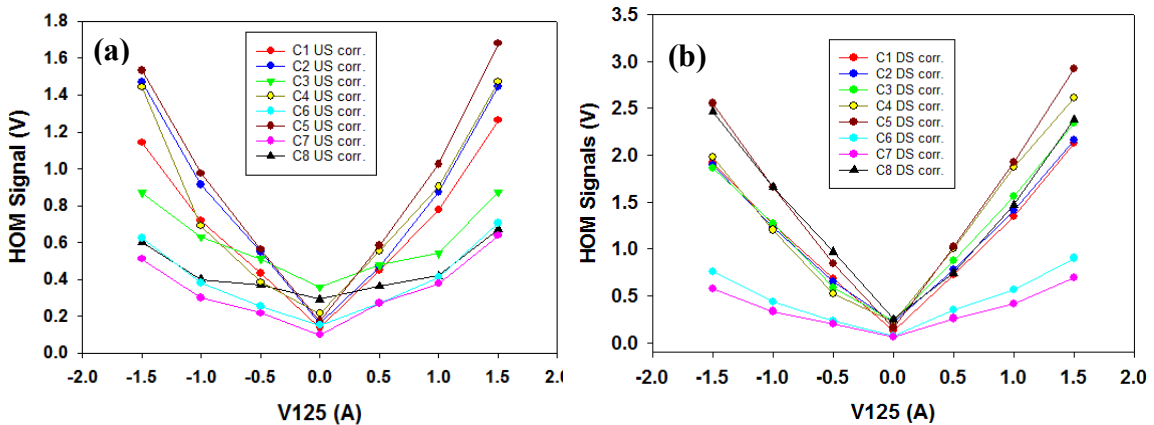 (a)
HOM Signal (V)
1.8
1.6
1.4
1.2
1.0
0.8
0.6
0.4
0.2
0.0
C1 US corr.
C2 US corr.
C3 US corr.
C4 US corr.
C6 US corr.
C5 US corr.
C7 US corr.
C8 US corr.
-2.0 -1.5 -1.0 -0.5 0.0 0.5 1.0 1.5 2.0
V125 (A)
(b)
HOM Signals (V)
3.5
3.0
2.5
2.0
1.5
1.0
0.5
0.0
C1 DS corr.
C2 DS corr.
C3 DS corr.
C4 DS corr.
C5 DS corr.
C6 DS corr.
C7 DS corr.
C8 DS corr.
-2.0 -1.5 -1.0 -0.5 0.0 0.5 1.0 1.5 2.0
V125 (A)